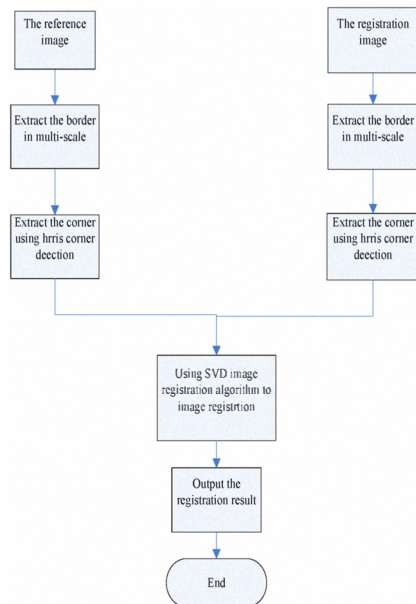 The reference
image
The registration
image
Extract the border
in multi-scale
Extract the border
in multi-scale
Extract the corner
using hrris corner
deection
Extract the corner
using hrris corner
deection
Using SVD image
registration algorithm to
image registrtion
Output the
registration result
End